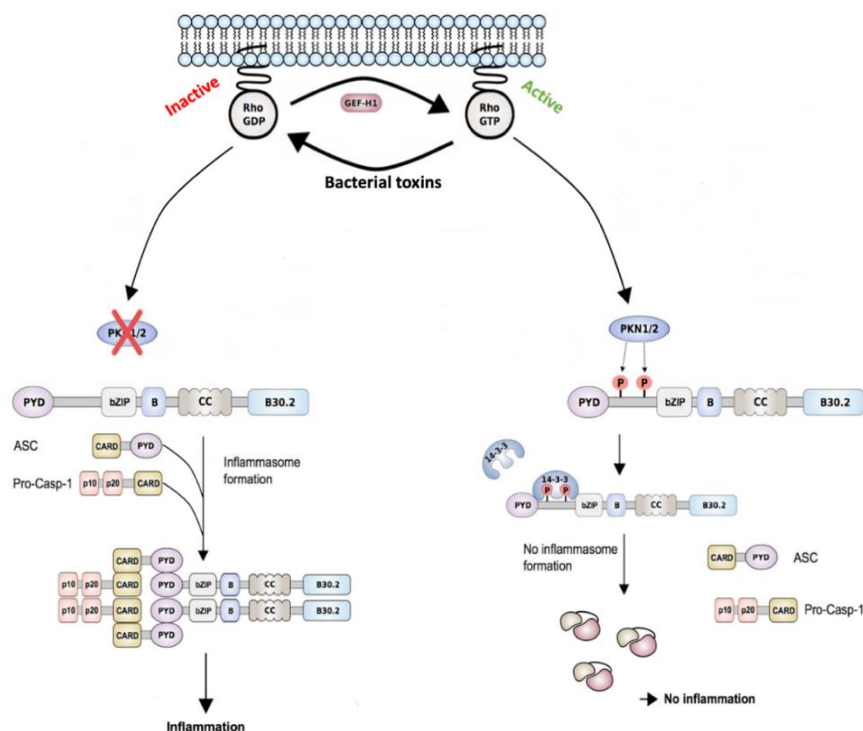 Inactive
Rho
GDP
GEF-H1
Rho
GTP
Active
Bacterial toxins
PKN1/2
PYD bZIP B CC B30.2
ASC CARD PYD
Pro-Casp-1 p10 p20 CARD
Inflammasome
formation
CARD PYD
p10 p20 CARD PYD bZIP B CC B30.2
p10 p20 CARD PYD bZIP B CC B30.2
CARD PYD
Inflammation
PKN1/2
P P
PYD bZIP B CC B30.2
14-3-3
14-3-3
P P
PYD bZIP B CC B30.2
No inflammasome
formation
CARD PYD ASC
p10 p20 CARD Pro-Casp-1
No inflammation